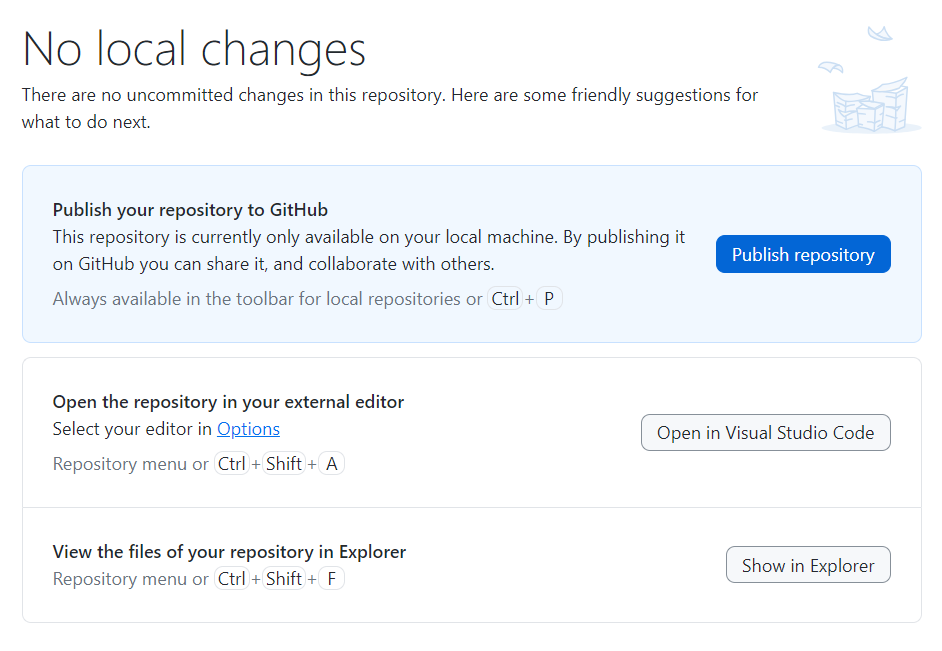 No local changes
There are no uncommitted changes in this repository. Here are some friendly suggestions for
what to do next.
Publish your repository to GitHub
This repository is currently only available on your local machine. By publishing it
on GitHub you can share it, and collaborate with others.
Always available in the toolbar for local repositories or Ctrl + P
Publish repository
Open the repository in your external editor
Select your editor in Options
Repository menu or Ctrl + Shift + A
Open in Visual Studio Code
View the files of your repository in Explorer
Repository menu or Ctrl + Shift + F
Show in Explorer